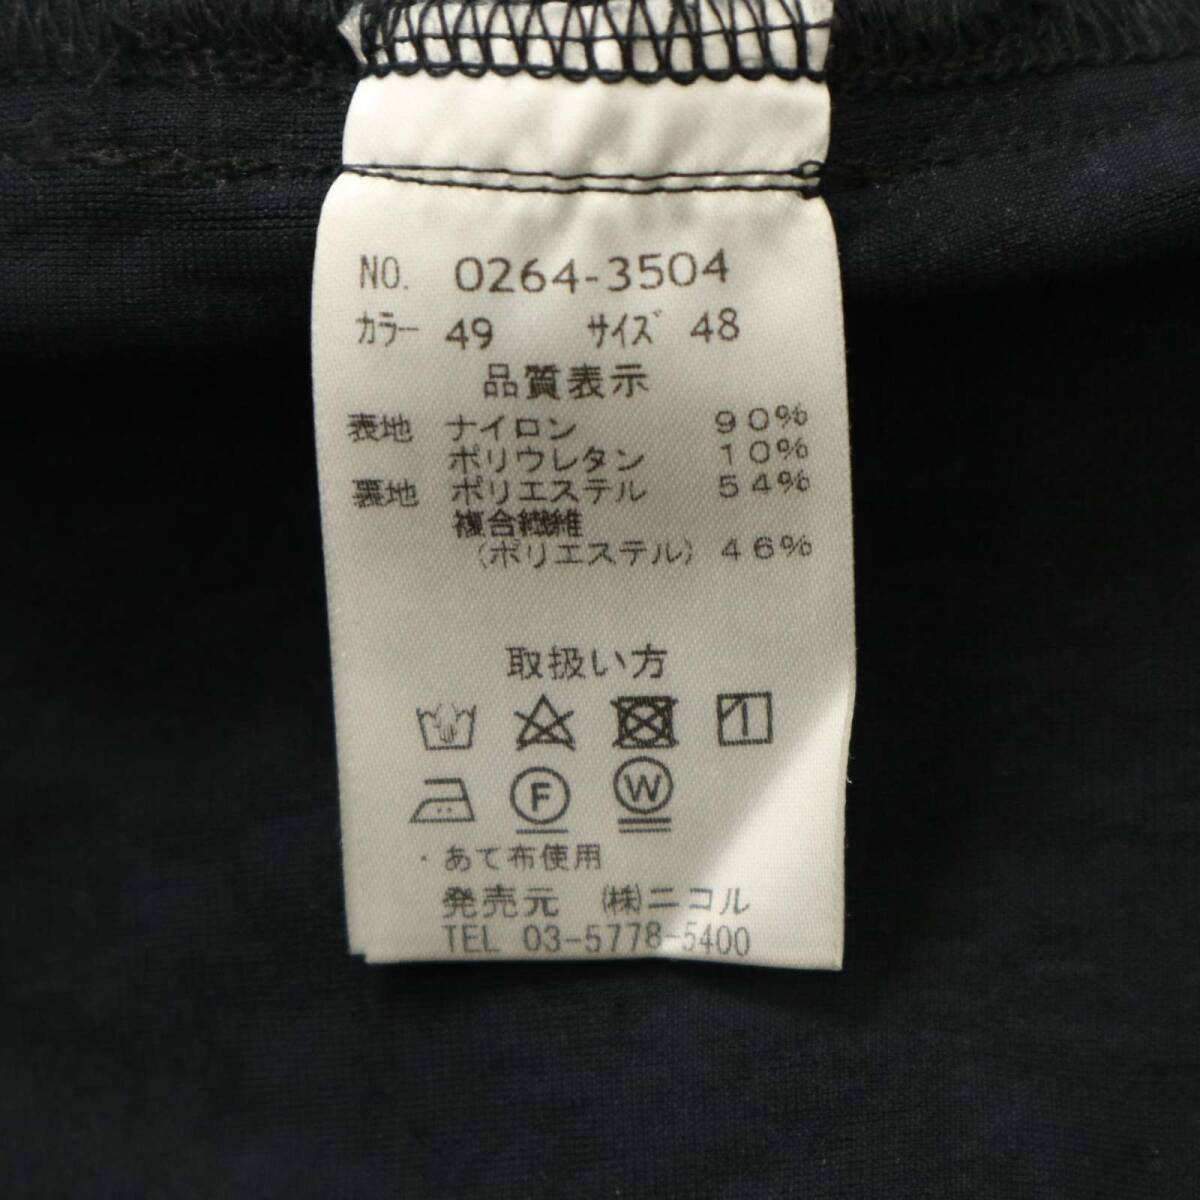 NO. 0264-3504
カラー 49 サイズ 48
品質表示
表地 ナイロン 90%
ポリウレタン 10%
裏地 ポリエステル 54%
複合繊維
(ポリエステル) 46%
取扱い方
F W
・あて布使用
発売元 ㈱ニコル
TEL 03-5778-5400